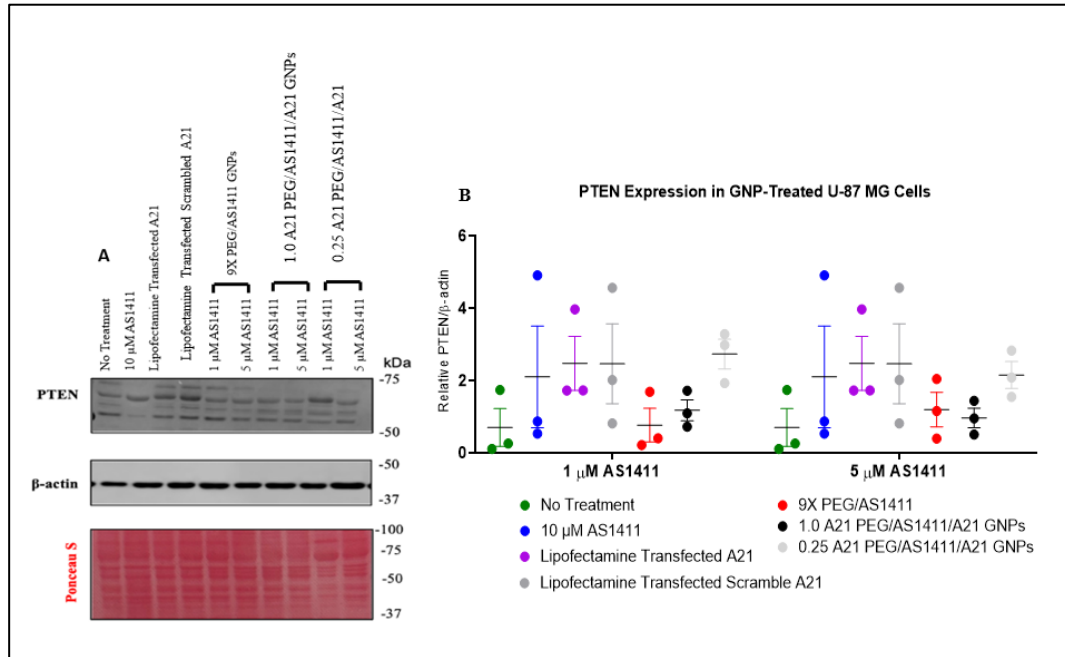 A
No Treatment
10 µM AS1411
Lipofectamine Transfected A21
Lipofectamine Transfected Scrambled A21
9X PEG/AS1411 GNPs
1 µM AS1411
5 µM AS1411
1.0 A21 PEG/AS1411/A21 GNPs
1 µM AS1411
5 µM AS1411
0.25 A21 PEG/AS1411/A21
1 µM AS1411
5 µM AS1411
kDa
PTEN
-75
-50
β-actin
-50
-37
Ponceau S
-100
-75
-50
-37
B
PTEN Expression in GNP-Treated U-87 MG Cells
Relative PTEN/β-actin
6
4
2
0
1 µM AS1411
5 µM AS1411
No Treatment
10 µM AS1411
Lipofectamine Transfected A21
Lipofectamine Transfected Scramble A21
9X PEG/AS1411
1.0 A21 PEG/AS1411/A21 GNPs
0.25 A21 PEG/AS1411/A21 GNPs